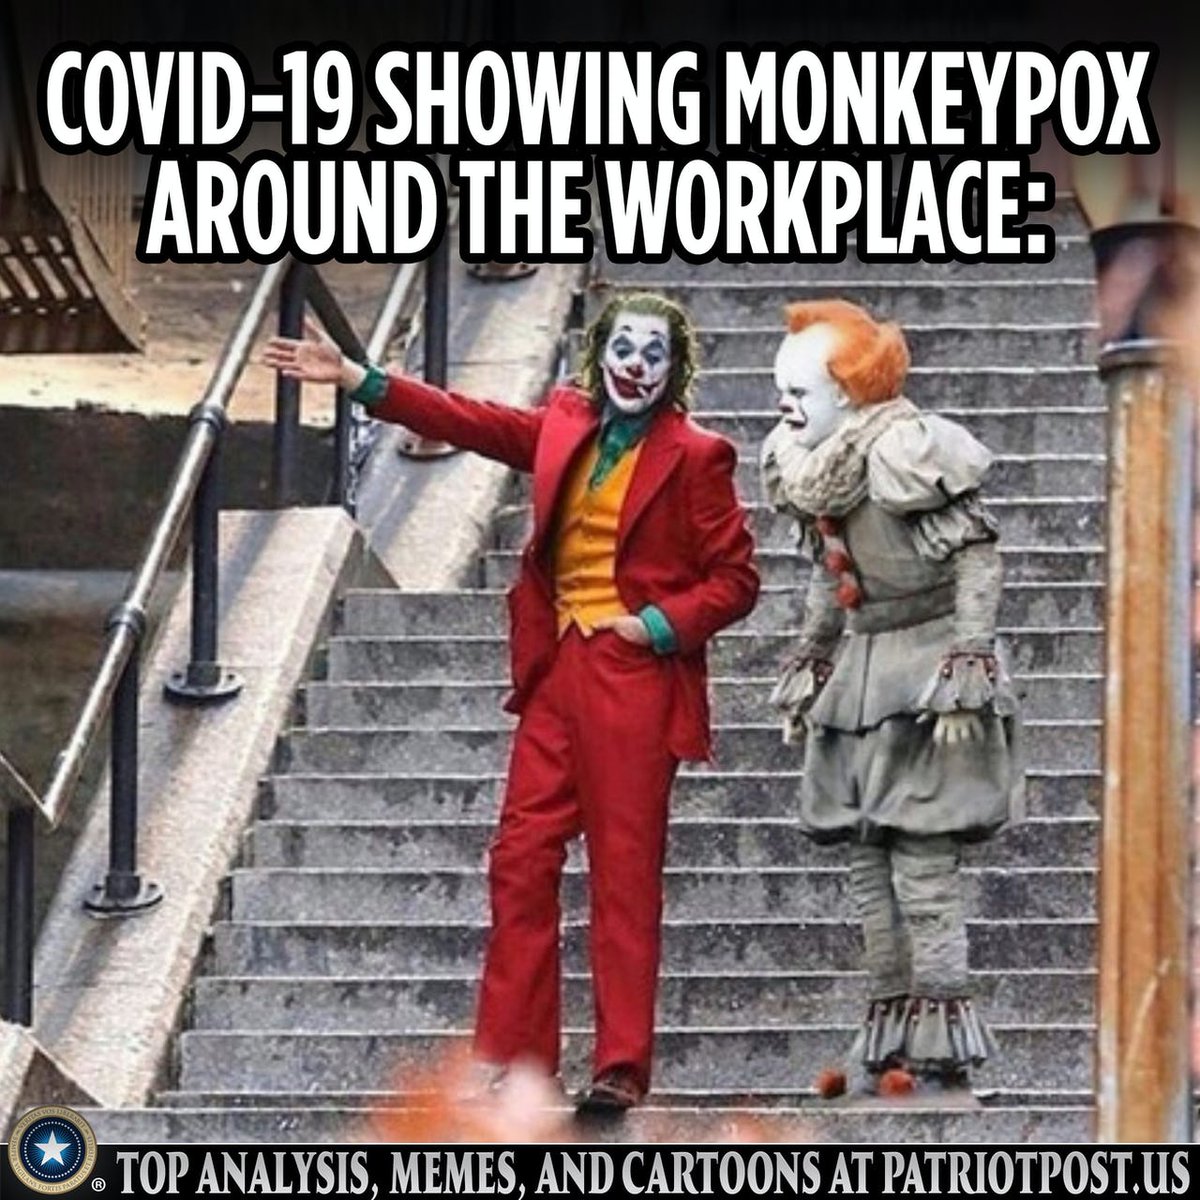 COVID-19 SHOWING MONKEYPOX
AROUND THE WORKPLACE:
® TOP ANALYSIS, MEMES, AND CARTOONS AT PATRIOTPOST.US